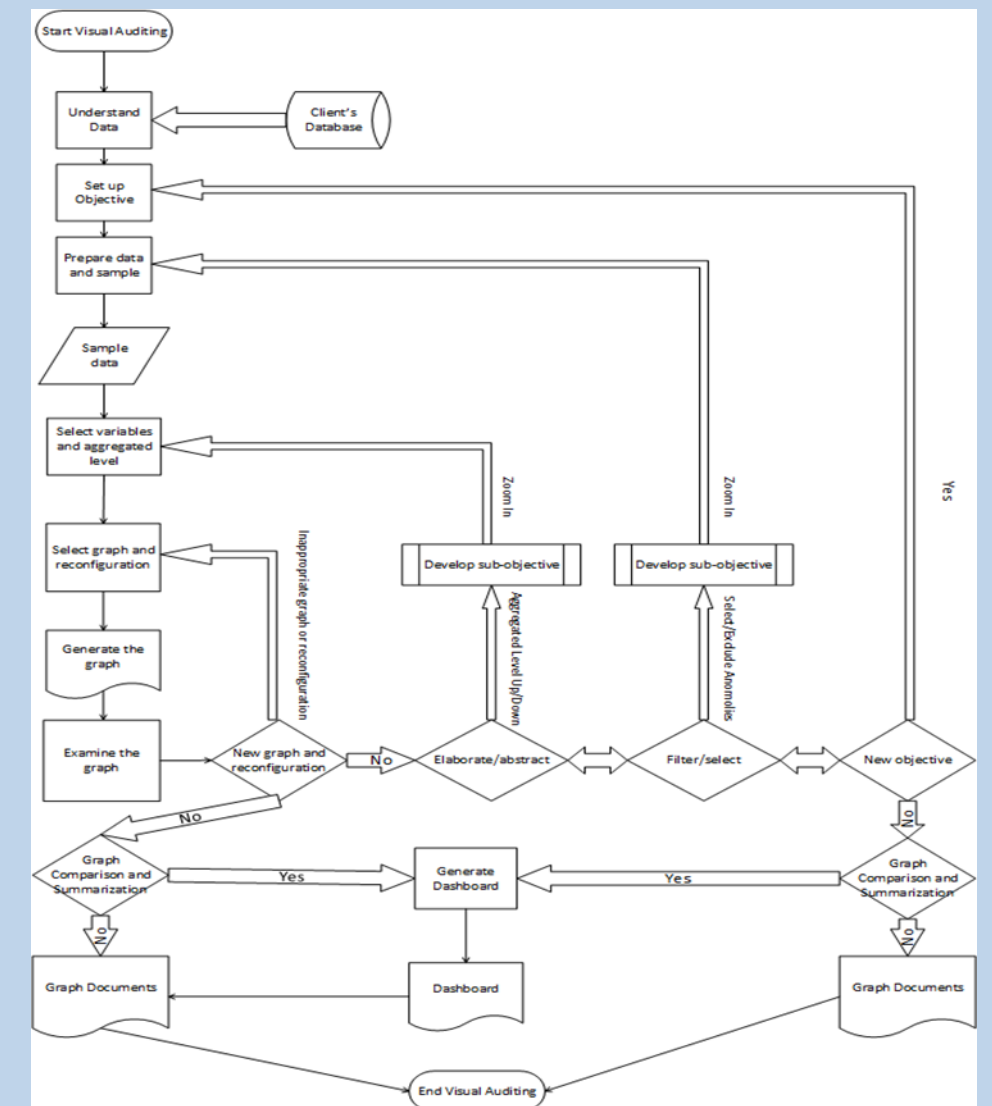 Start Visual Auditing
Understand
Data
Client's
Database
Set up
Objective
Prepare data
and sample
Sample
data
Select variables
and aggregated
level
Zoom In
Zoom In
Yes
Select graph and
reconfiguration
Inappropriate graph or reconfiguration
Develop sub-objective
Develop sub-objective
Aggregated Level Up/Down
Select/Exclude Anomolies
Generate the
graph
Examine the
graph
New graph and
reconfiguration
No
Elaborate/abstract
Filter/select
New objective
No
No
Graph
Comparison and
Summarization
Yes
Generate
Dashboard
Yes
Graph
Comparison and
Summarization
No
No
Graph Documents
Dashboard
Graph Documents
End Visual Auditing